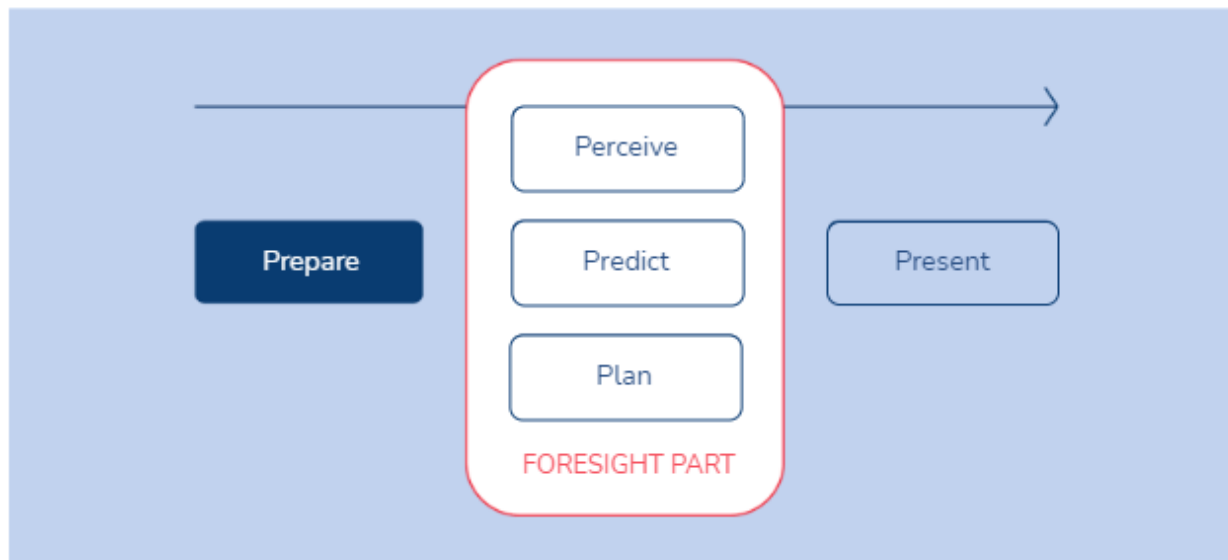 Prepare
Perceive
Predict
Plan
FORESIGHT PART
Present